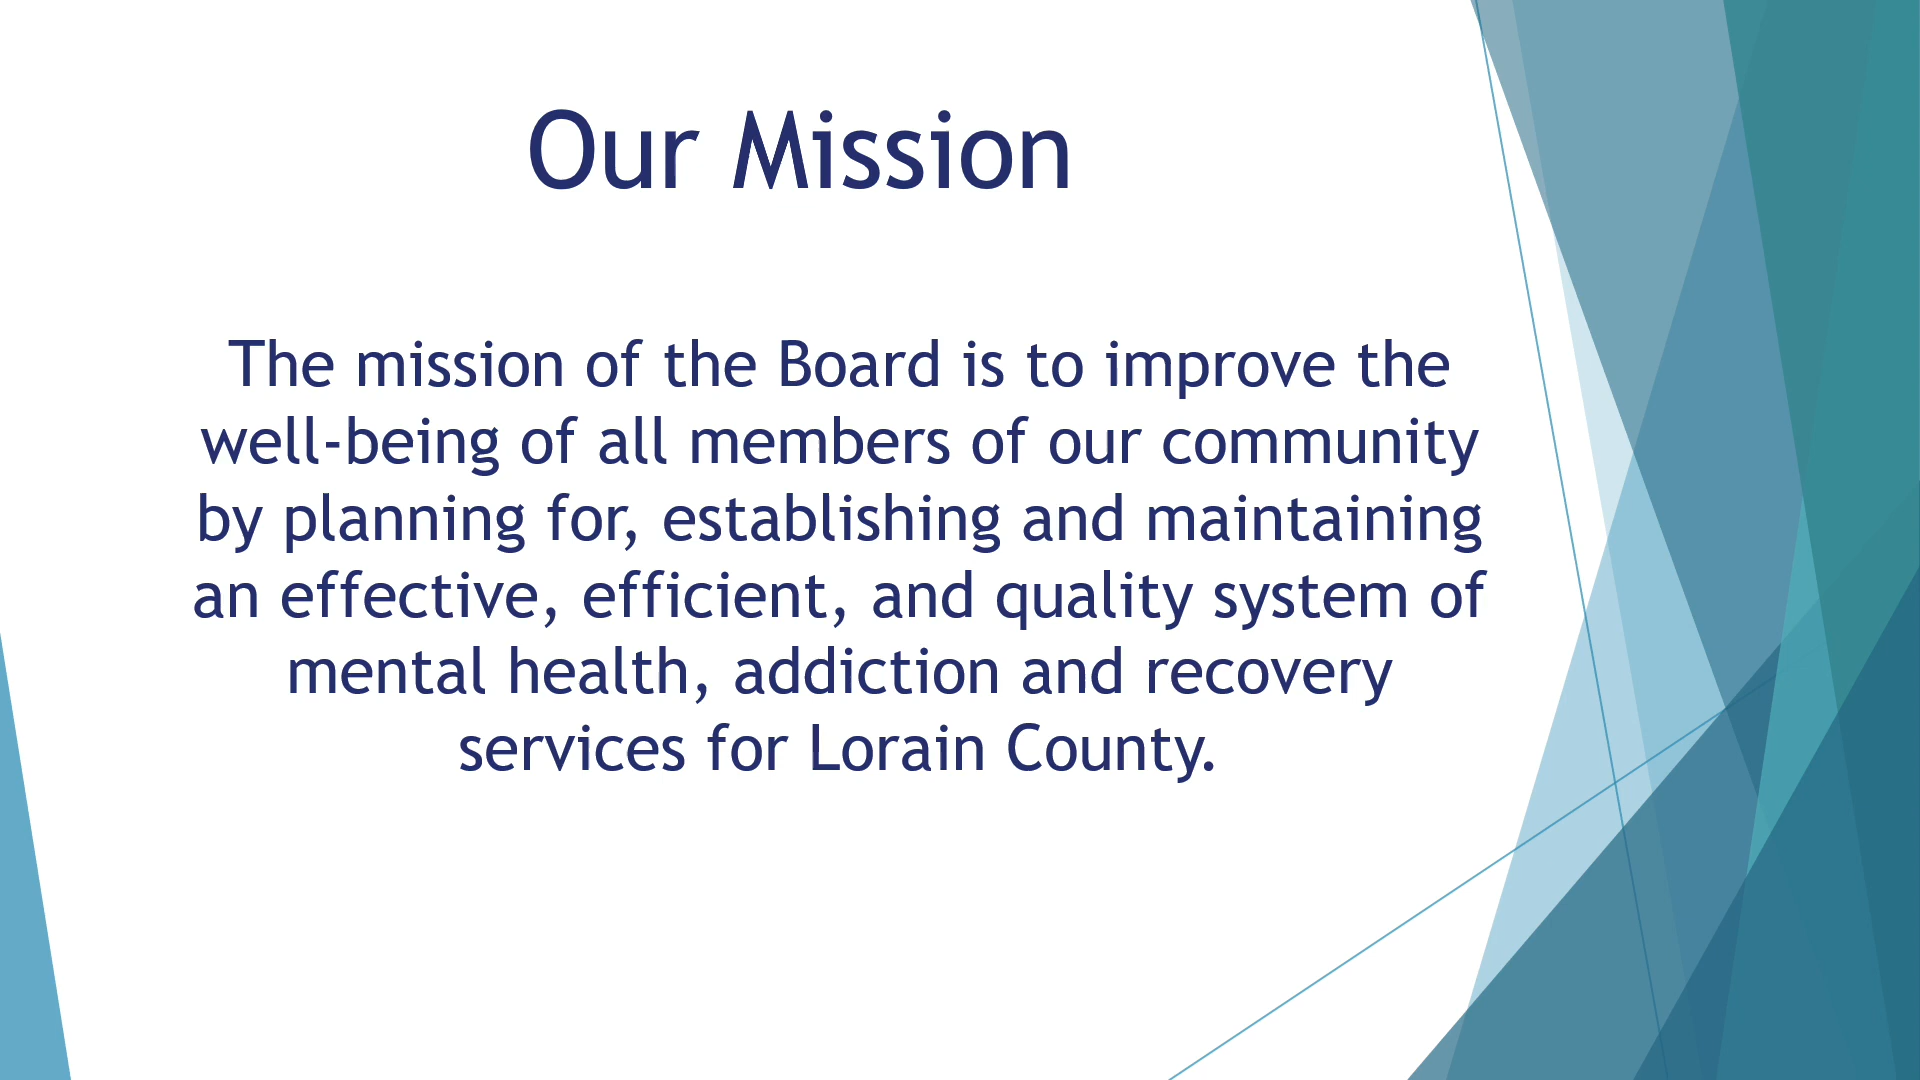 Our Mission
The mission of the Board is to improve the
well-being of all members of our community
by planning for, establishing and maintaining
an effective, efficient, and quality system of
mental health, addiction and recovery
services for Lorain County.